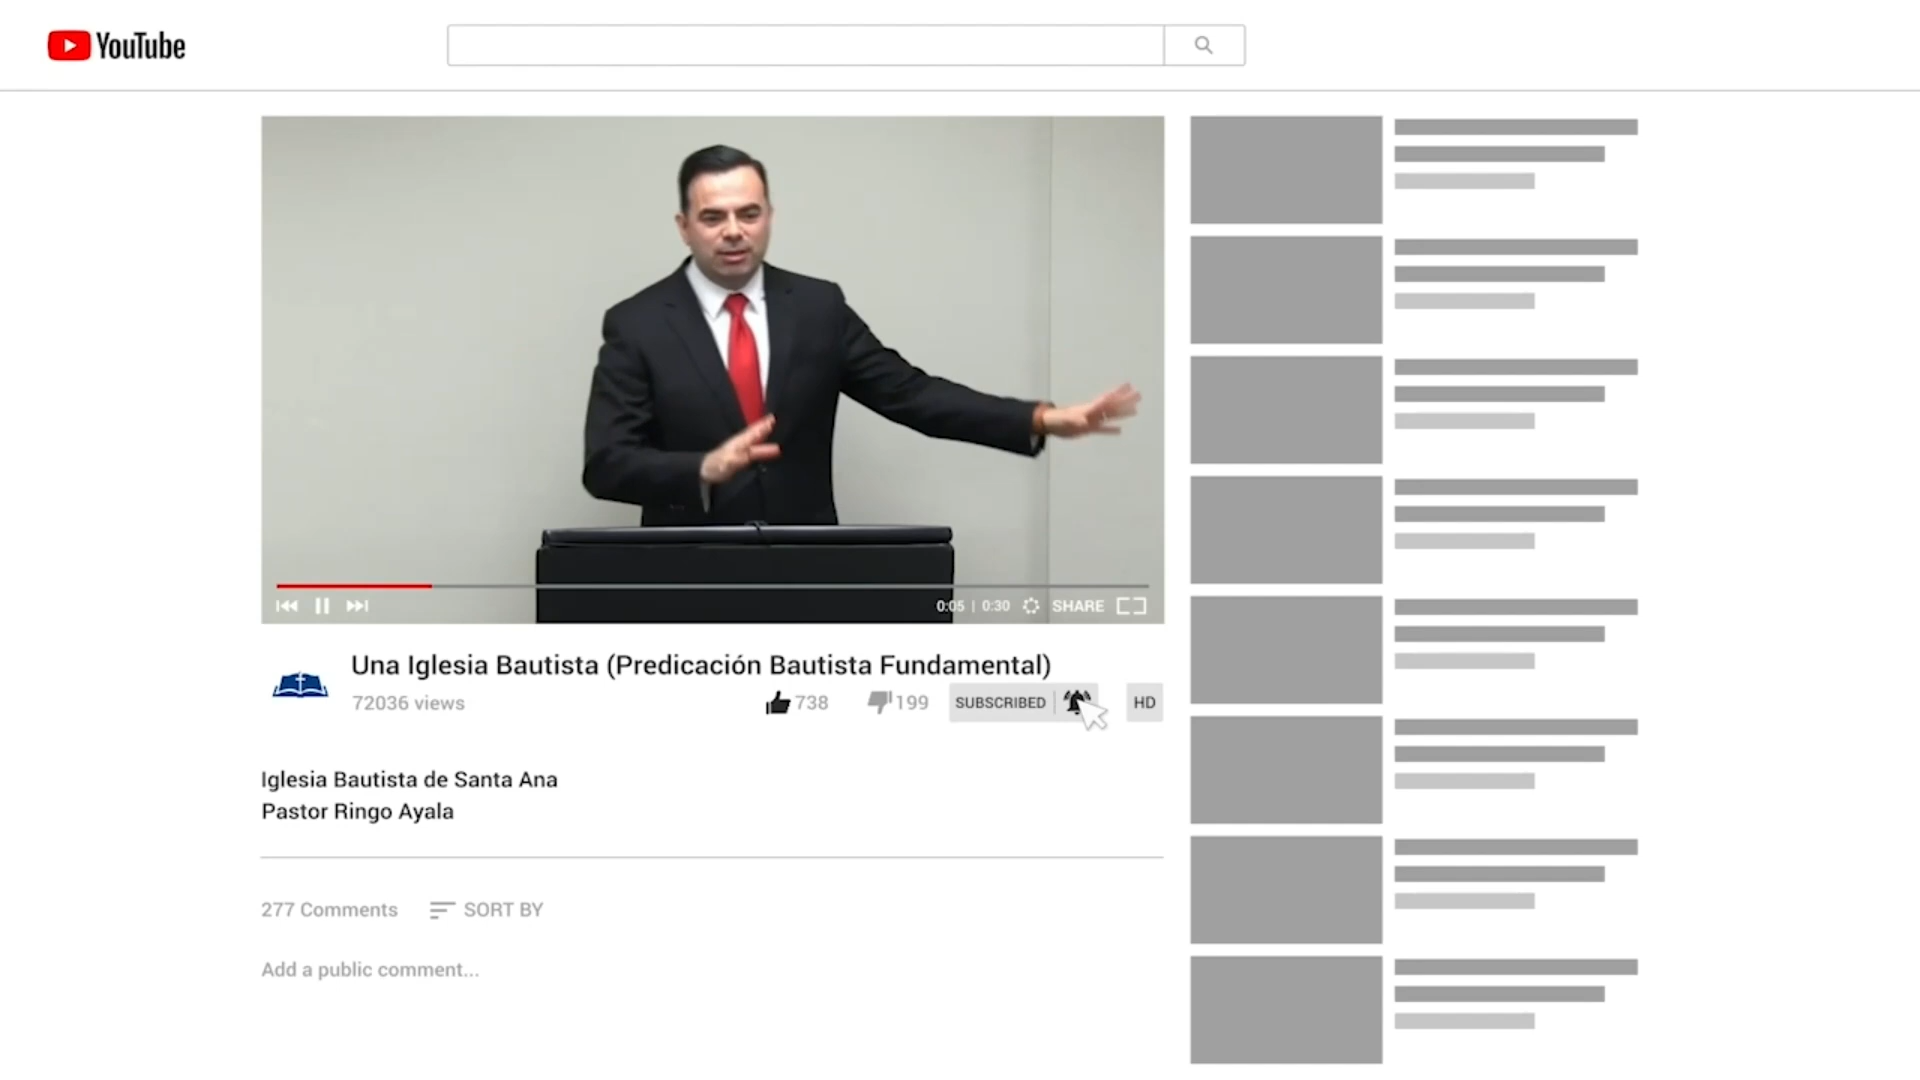 YouTube
0:05 | 0:30 SHARE
Una Iglesia Bautista (Predicación Bautista Fundamental)
72036 views 738 199 SUBSCRIBED HD
Iglesia Bautista de Santa Ana
Pastor Ringo Ayala
277 Comments SORT BY
Add a public comment...